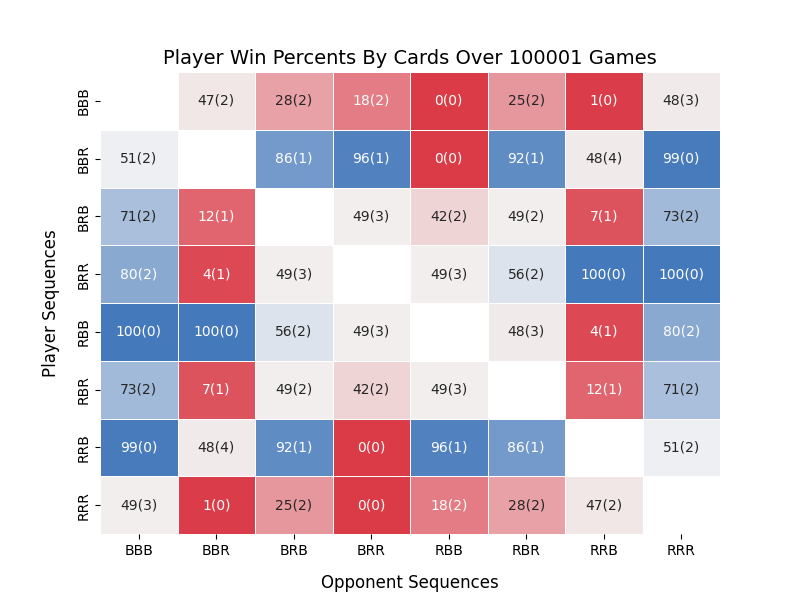 Player Win Percents By Cards Over 100001 Games
Player Sequences
BBB 47(2) 28(2) 18(2) 0(0) 25(2) 1(0) 48(3)
BBR 51(2) 86(1) 96(1) 0(0) 92(1) 48(4) 99(0)
BRB 71(2) 12(1) 49(3) 42(2) 49(2) 7(1) 73(2)
BRR 80(2) 4(1) 49(3) 49(3) 56(2) 100(0) 100(0)
RBB 100(0) 100(0) 56(2) 49(3) 48(3) 4(1) 80(2)
RBR 73(2) 7(1) 49(2) 42(2) 49(3) 12(1) 71(2)
RRB 99(0) 48(4) 92(1) 0(0) 96(1) 86(1) 51(2)
RRR 49(3) 1(0) 25(2) 0(0) 18(2) 28(2) 47(2)
BBB BBR BRB BRR RBB RBR RRB RRR
Opponent Sequences